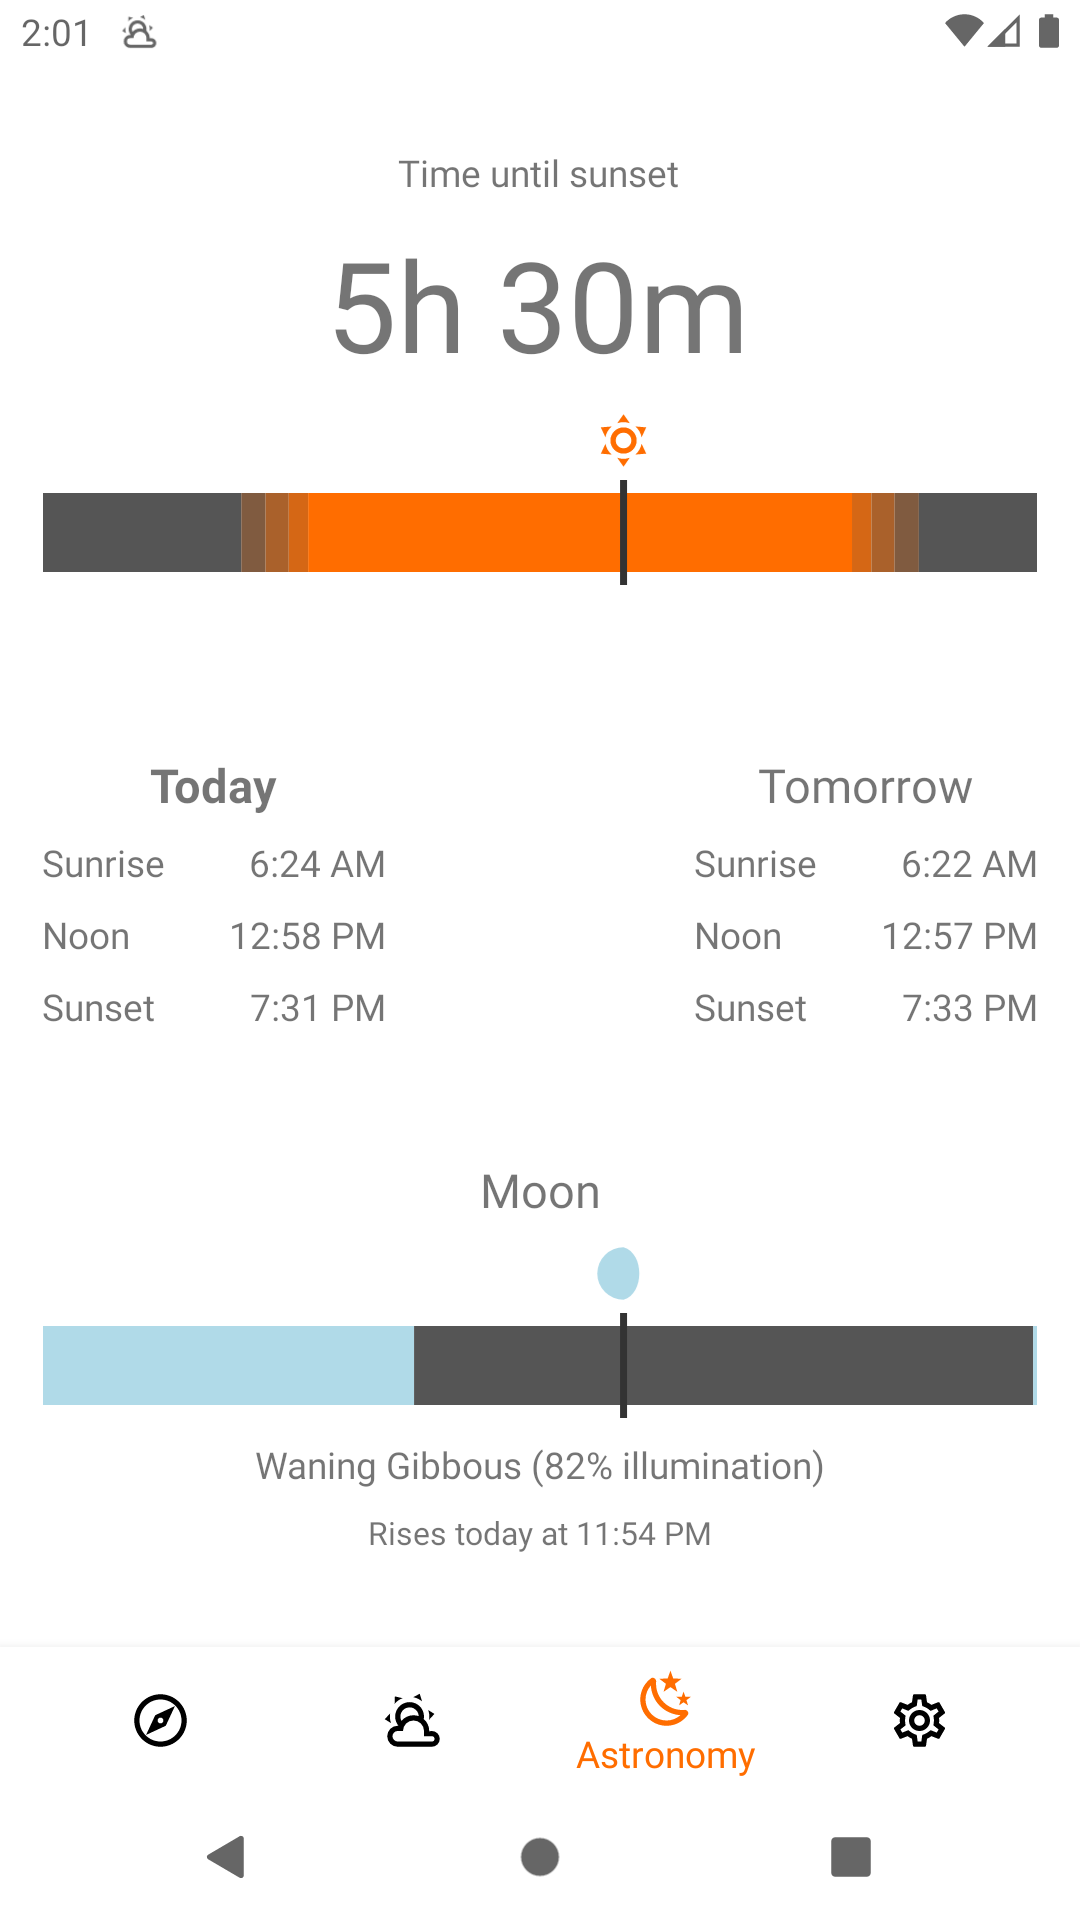 2:01
Time until sunset
5h 30m
Today
Sunrise 6:24 AM
Noon 12:58 PM
Sunset 7:31 PM
Tomorrow
Sunrise 6:22 AM
Noon 12:57 PM
Sunset 7:33 PM
Moon
Waning Gibbous (82% illumination)
Rises today at 11:54 PM
Astronomy